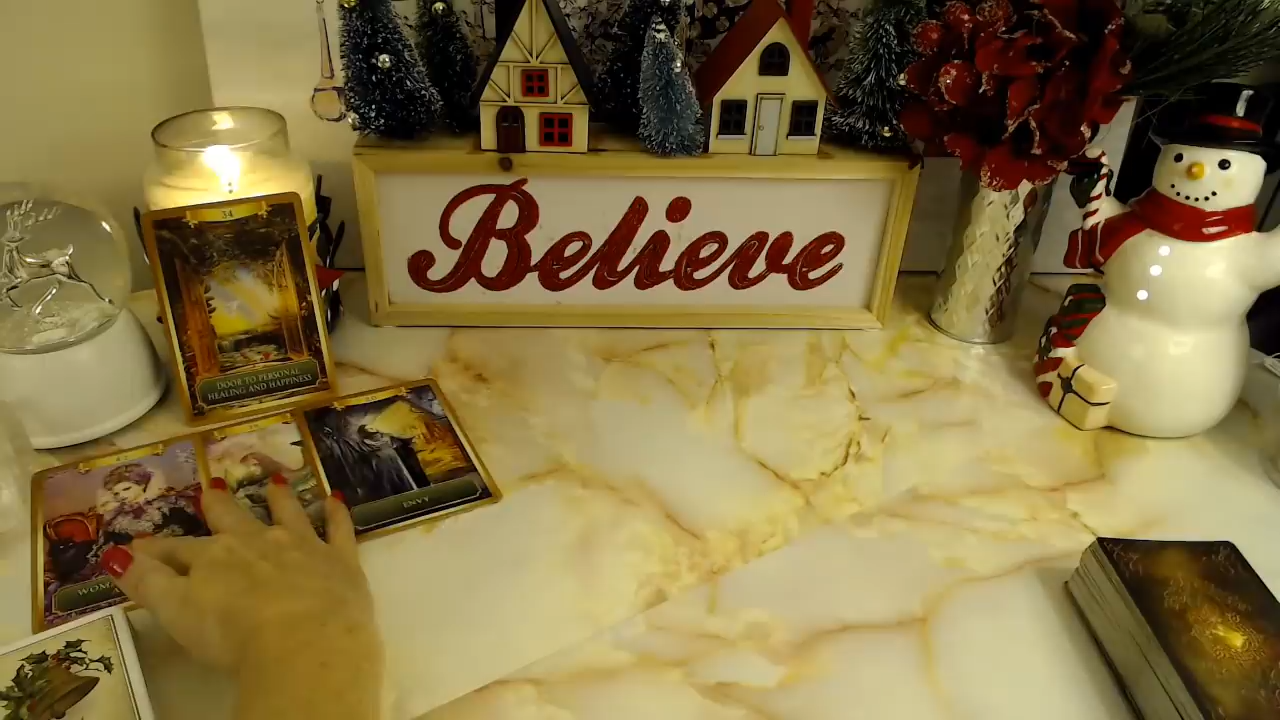 Believe
34
DOOR TO PERSONAL
HEALING AND HAPPINESS
ENVY